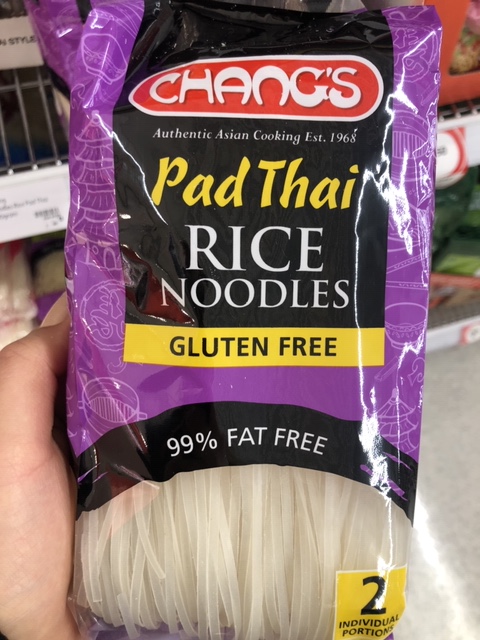 CHANG'S
Authentic Asian Cooking Est. 1968
Pad Thai
RICE
NOODLES
GLUTEN FREE
99% FAT FREE
2
INDIVIDUAL
PORTIONS